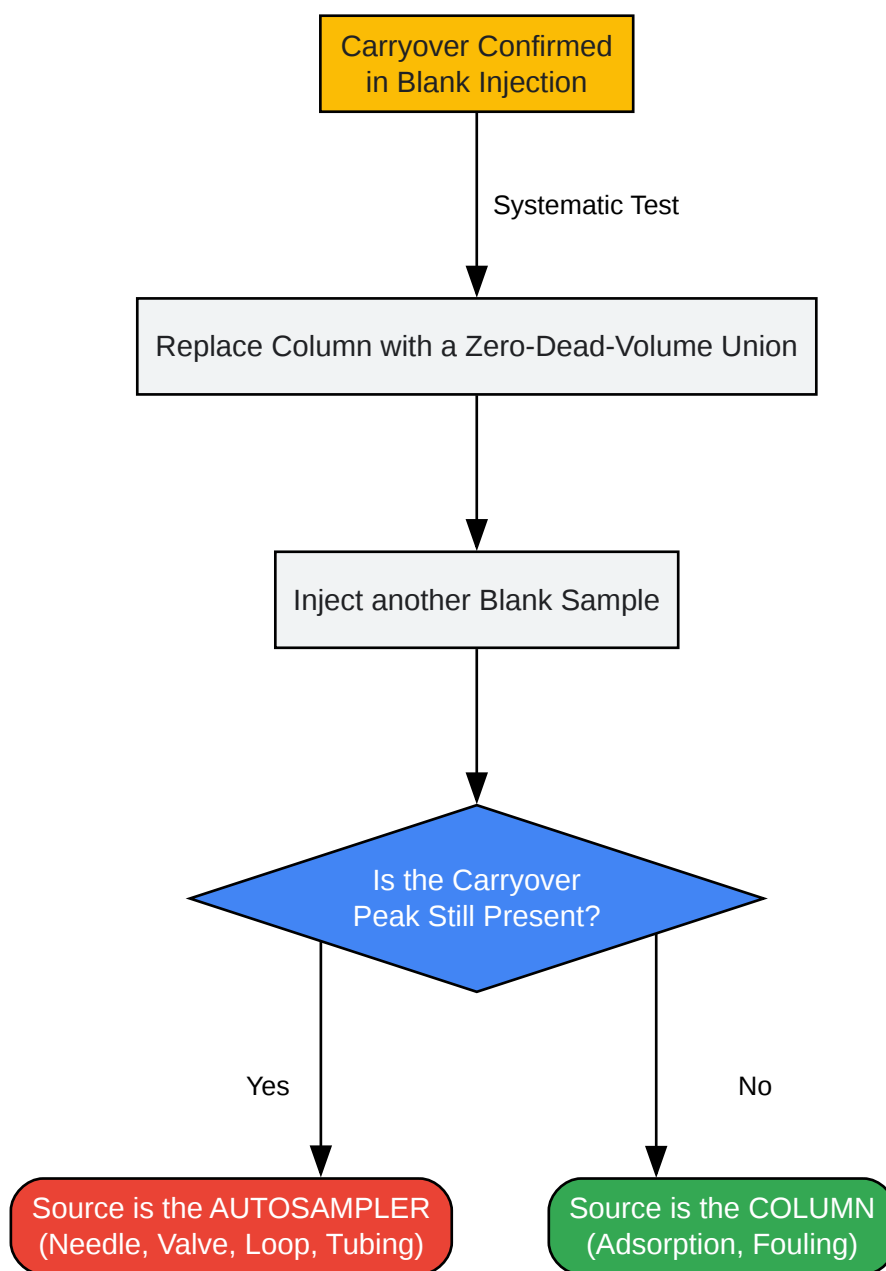 Carryover Confirmed
in Blank Injection
Systematic Test
Replace Column with a Zero-Dead-Volume Union
Inject another Blank Sample
Is the Carryover
Peak Still Present?
Yes
No
Source is the AUTOSAMPLER
(Needle, Valve, Loop, Tubing)
Source is the COLUMN
(Adsorption, Fouling)